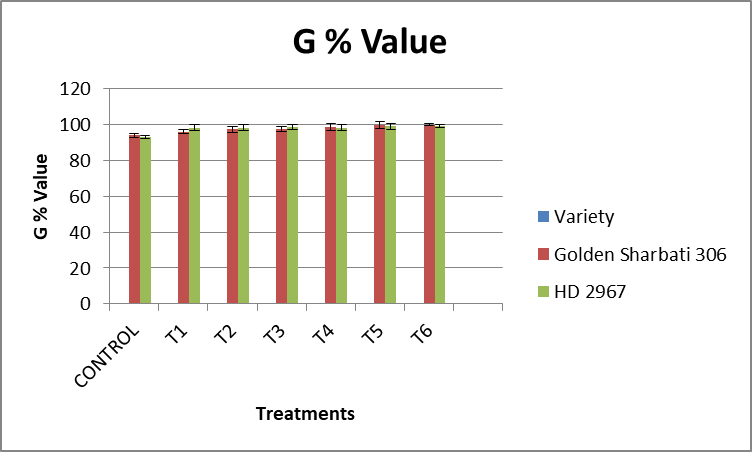 G % Value
120
100
80
60
40
20
0
G % Value
CONTROL
T1
T2
T3
T4
T5
T6
Treatments
Variety
Golden Sharbati 306
HD 2967